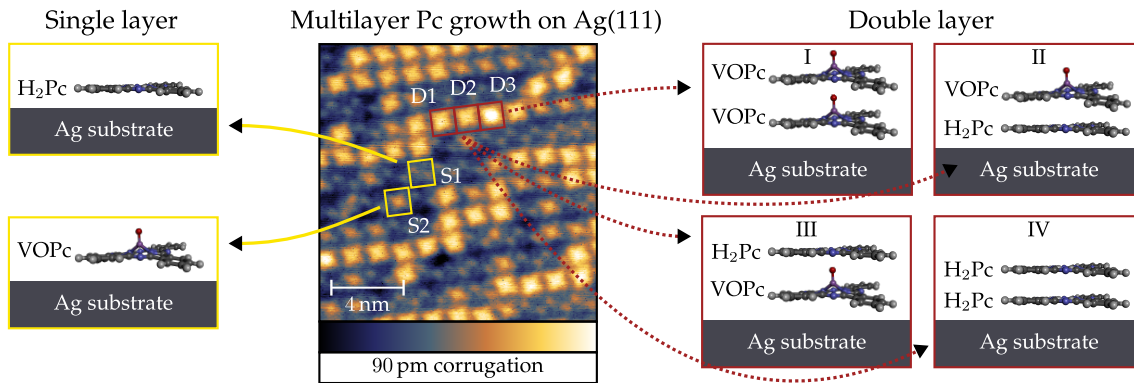 Single layer
Multilayer Pc growth on Ag(111)
Double layer
H₂Pc
Ag substrate
VOPc
Ag substrate
D1 D2 D3
S1
S2
4 nm
90 pm corrugation
I
VOPc
VOPc
Ag substrate
II
VOPc
H₂Pc
Ag substrate
III
H₂Pc
VOPc
Ag substrate
IV
H₂Pc
H₂Pc
Ag substrate